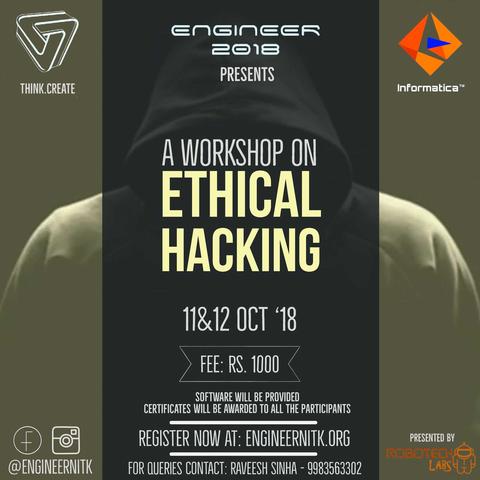 THINK.CREATE
ENGINEER
2018
PRESENTS
Informatica™
A WORKSHOP ON
ETHICAL
HACKING
11&12 OCT ‘18
FEE: RS. 1000
SOFTWARE WILL BE PROVIDED
CERTIFICATES WILL BE AWARDED TO ALL THE PARTICIPANTS
REGISTER NOW AT: ENGINEERNITK.ORG
FOR QUERIES CONTACT: RAVEESH SINHA - 9983563302
@ENGINEERNITK
PRESENTED BY
ROBOTECH
LABS